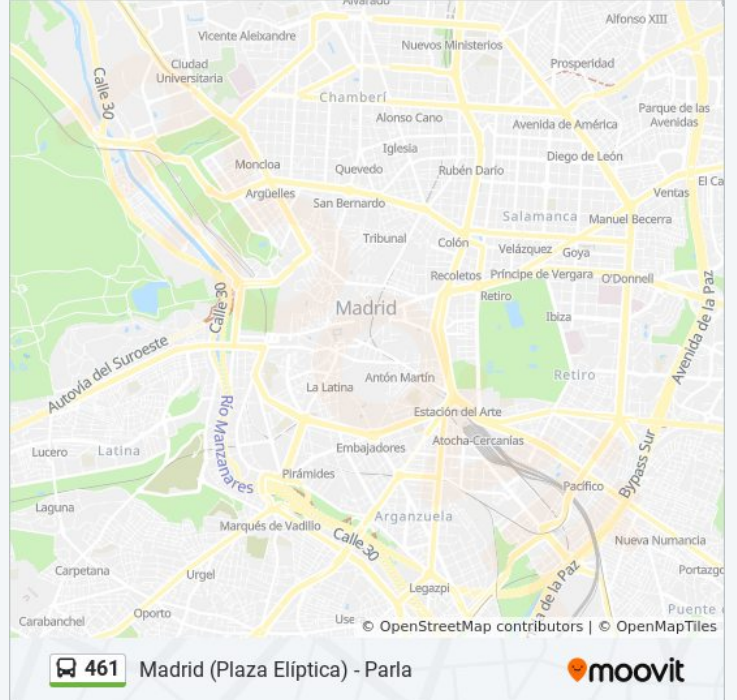 Alvarado
Alfonso XIII
Vicente Aleixandre
Nuevos Ministerios
Ciudad
Universitaria
Prosperidad
Calle 30
Chamberí
Parque de las
Avenidas
Alonso Cano
Avenida de América
Iglesia
Diego de León
Moncloa
Quevedo
Rubén Darío
El Ca
Argüelles
Ventas
San Bernardo
Salamanca
Manuel Becerra
Tribunal
Colón
Velázquez
Goya
Recoletos
Príncipe de Vergara
O'Donnell
Calle 30
Retiro
Madrid
Ibiza
Avenida de la Paz
Autovía del Suroeste
Retiro
La Latina
Antón Martín
Estación del Arte
Río Manzanares
Atocha-Cercanías
Lucero
Latina
Embajadores
Bypass Sur
Pirámides
Pacífico
Laguna
Arganzuela
Marqués de Vadillo
Calle 30
Nueva Numancia
Carpetana
Urgel
Portazgo
Legazpi
a de la Paz
Oporto
Puente
Carabanchel
Use
© OpenStreetMap contributors | © OpenMapTiles
461 Madrid (Plaza Elíptica) - Parla
moovit